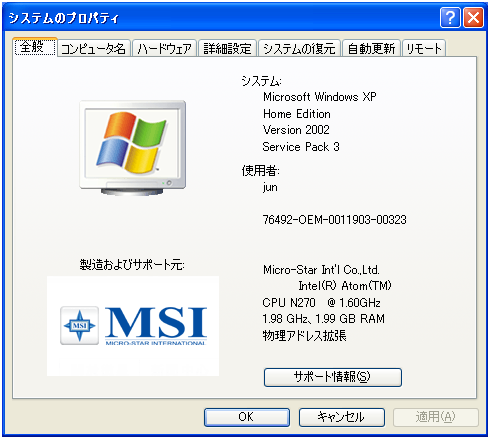 システムのプロパティ
全般 コンピュータ名 ハードウェア 詳細設定 システムの復元 自動更新 リモート
システム:
Microsoft Windows XP
Home Edition
Version 2002
Service Pack 3
使用者:
jun
76492-OEM-0011903-00323
製造およびサポート元:
MSI
MICRO-STAR INTERNATIONAL
msi
Micro-Star Int'l Co.,Ltd.
Intel(R) Atom(TM)
CPU N270 @ 1.60GHz
1.98 GHz、1.99 GB RAM
物理アドレス拡張
サポート情報(S)
OK キャンセル 適用(A)